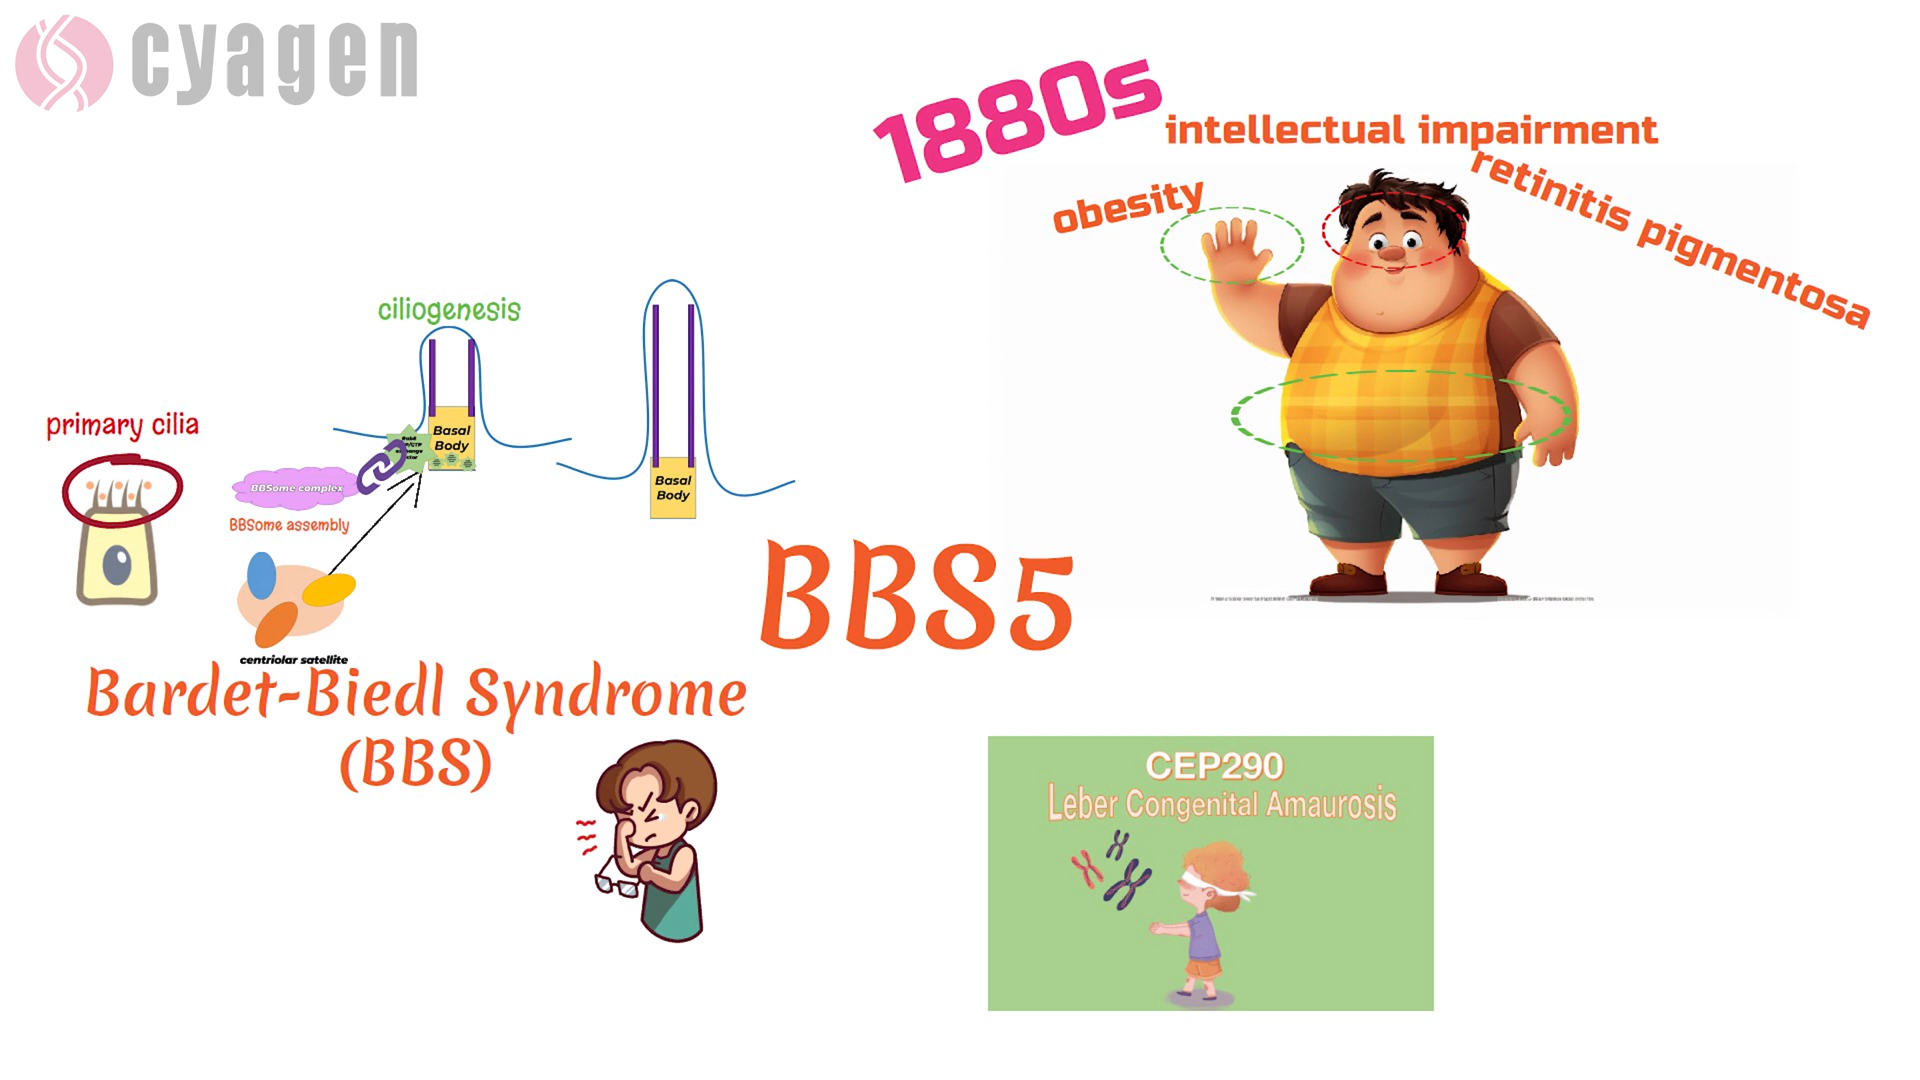 cyagen
1880s
intellectual impairment
retinitis pigmentosa
obesity
ciliogenesis
primary cilia
Basal
Body
BBSome complex
BBSome assembly
Basal
Body
centriolar satellite
BBS5
Bardet-Biedl Syndrome
(BBS)
CEP290
Leber Congenital Amaurosis